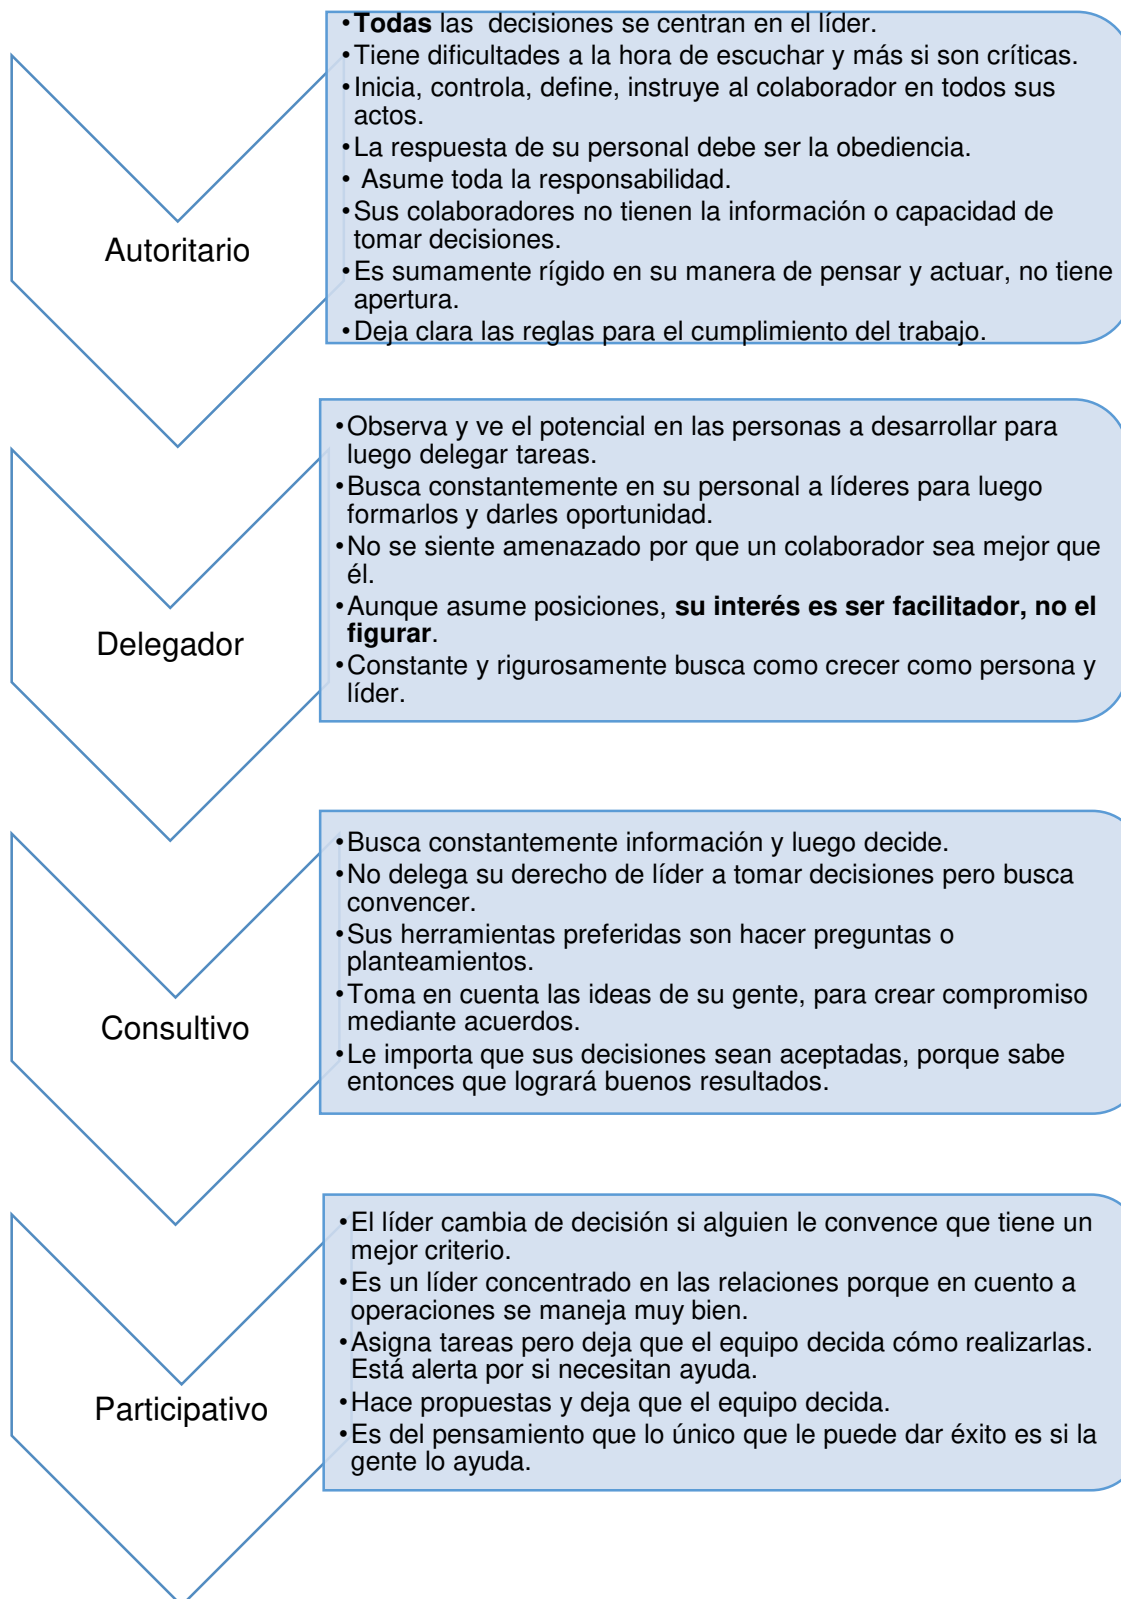 Autoritario
•Todas las decisiones se centran en el líder.
•Tiene dificultades a la hora de escuchar y más si son críticas.
•Inicia, controla, define, instruye al colaborador en todos sus
actos.
•La respuesta de su personal debe ser la obediencia.
• Asume toda la responsabilidad.
•Sus colaboradores no tienen la información o capacidad de
tomar decisiones.
•Es sumamente rígido en su manera de pensar y actuar, no tiene
apertura.
•Deja clara las reglas para el cumplimiento del trabajo.
Delegador
•Observa y ve el potencial en las personas a desarrollar para
luego delegar tareas.
•Busca constantemente en su personal a líderes para luego
formarlos y darles oportunidad.
•No se siente amenazado por que un colaborador sea mejor que
él.
•Aunque asume posiciones, su interés es ser facilitador, no el
figurar.
•Constante y rigurosamente busca como crecer como persona y
líder.
Consultivo
•Busca constantemente información y luego decide.
•No delega su derecho de líder a tomar decisiones pero busca
convencer.
•Sus herramientas preferidas son hacer preguntas o
planteamientos.
•Toma en cuenta las ideas de su gente, para crear compromiso
mediante acuerdos.
•Le importa que sus decisiones sean aceptadas, porque sabe
entonces que logrará buenos resultados.
Participativo
•El líder cambia de decisión si alguien le convence que tiene un
mejor criterio.
•Es un líder concentrado en las relaciones porque en cuento a
operaciones se maneja muy bien.
•Asigna tareas pero deja que el equipo decida cómo realizarlas.
Está alerta por si necesitan ayuda.
•Hace propuestas y deja que el equipo decida.
•Es del pensamiento que lo único que le puede dar éxito es si la
gente lo ayuda.